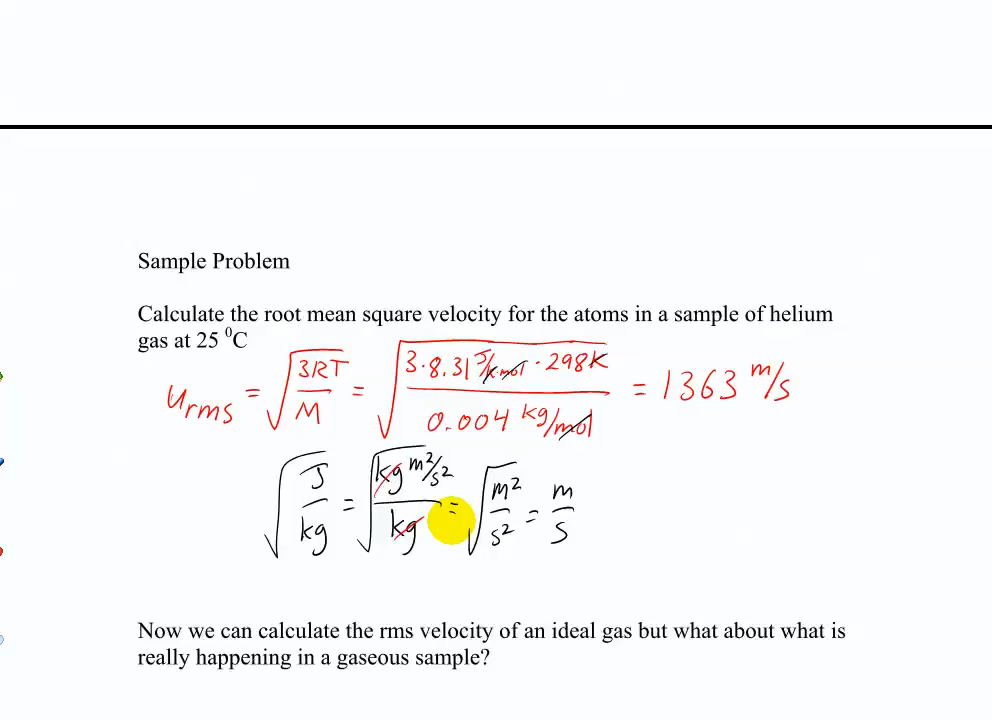 Sample Problem
Calculate the root mean square velocity for the atoms in a sample of helium
gas at 25 ⁰C
u_rms = √(3RT/M) = √(3·8.31 J/K·mol · 298K / 0.004 kg/mol) = 1363 m/s
√(J/kg) = √(kg m²/s² / kg) = √(m²/s²) = m/s
Now we can calculate the rms velocity of an ideal gas but what about what is
really happening in a gaseous sample?